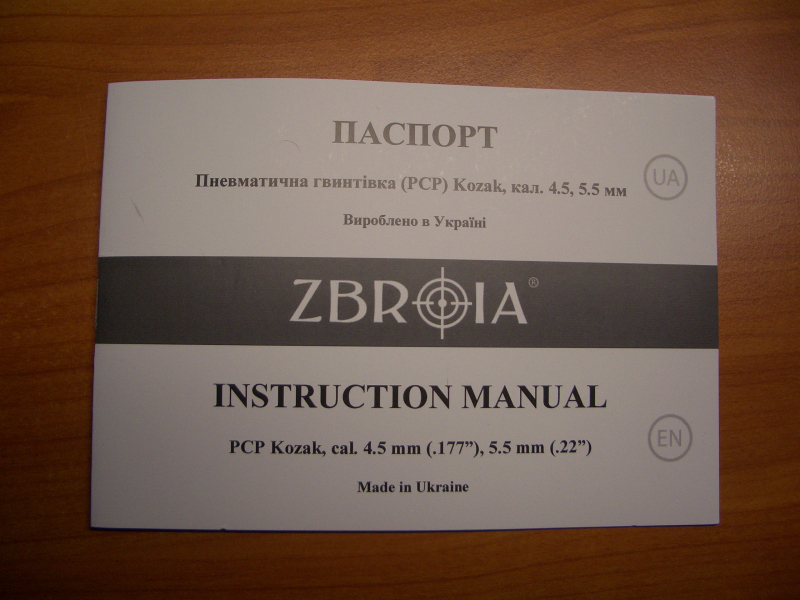 ПАСПОРТ
Пневматична гвинтівка (PCP) Kozak, кал. 4.5, 5.5 мм
UA
Вироблено в Україні
ZBROIA®
INSTRUCTION MANUAL
PCP Kozak, cal. 4.5 mm (.177”), 5.5 mm (.22”)
EN
Made in Ukraine